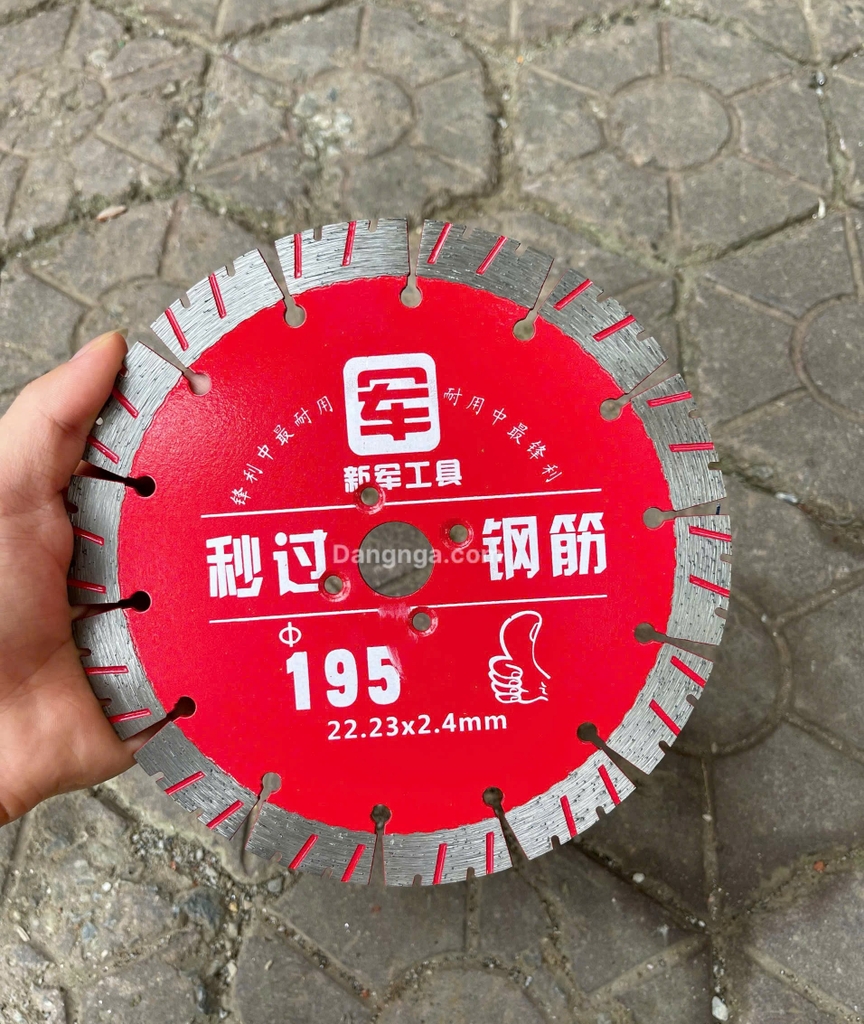 军
新军工具
锋利中最耐用
耐用中最锋利
秒过 钢筋
Dangnga.com
Φ
195
22.23x2.4mm